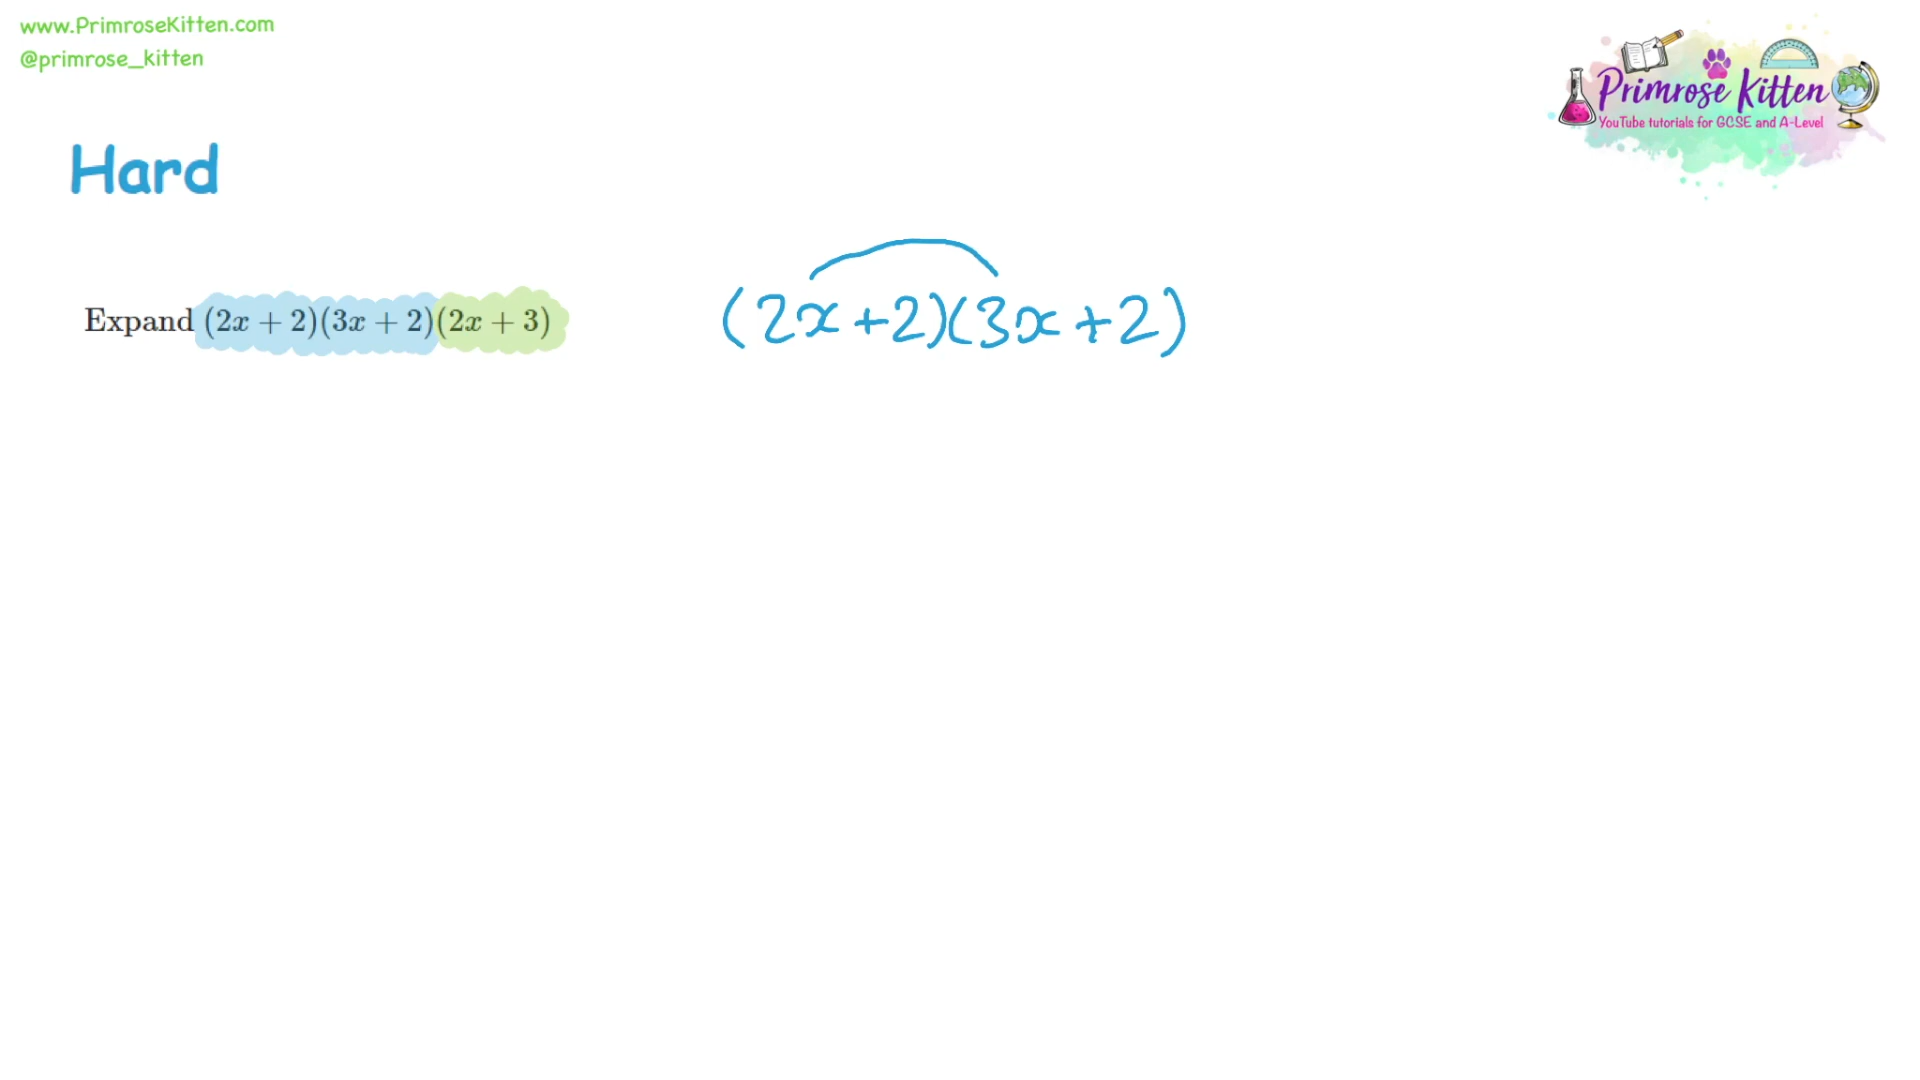 www.PrimroseKitten.com
@primrose_kitten
Primrose Kitten
YouTube tutorials for GCSE and A-Level
Hard
Expand (2x + 2)(3x + 2)(2x + 3)
(2x+2)(3x+2)